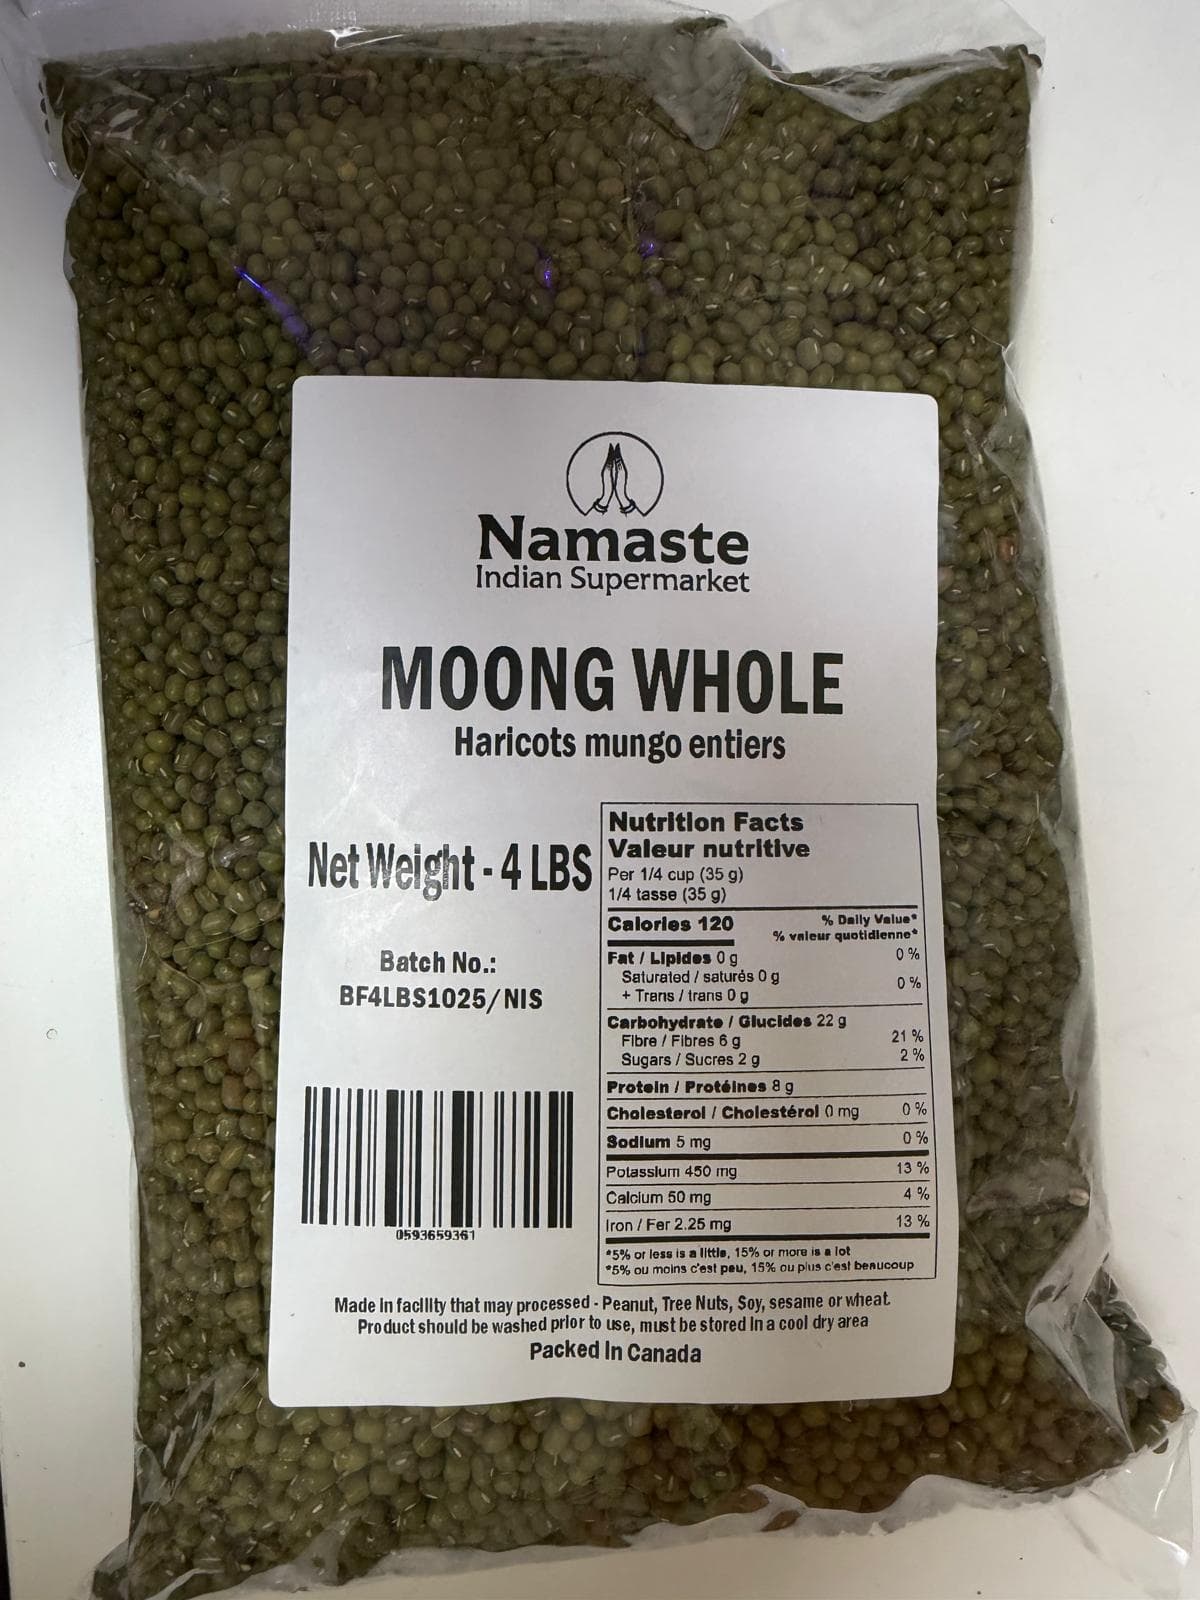 Namaste
Indian Supermarket
MOONG WHOLE
Haricots mungo entiers
Net Weight - 4 LBS
Batch No.:
BF4LBS1025/NIS
0593659361
Nutrition Facts
Valeur nutritive
Per 1/4 cup (35 g)
1/4 tasse (35 g)
Calories 120
% Daily Value*
% valeur quotidienne*
Fat / Lipides 0 g 0 %
Saturated / saturés 0 g
+ Trans / trans 0 g 0 %
Carbohydrate / Glucides 22 g
Fibre / Fibres 6 g 21 %
Sugars / Sucres 2 g 2 %
Protein / Protéines 8 g
Cholesterol / Cholestérol 0 mg 0 %
Sodium 5 mg 0 %
Potassium 450 mg 13 %
Calcium 50 mg 4 %
Iron / Fer 2.25 mg 13 %
*5% or less is a little, 15% or more is a lot
*5% ou moins c'est peu, 15% ou plus c'est beaucoup
Made in facility that may processed - Peanut, Tree Nuts, Soy, sesame or wheat.
Product should be washed prior to use, must be stored in a cool dry area
Packed in Canada